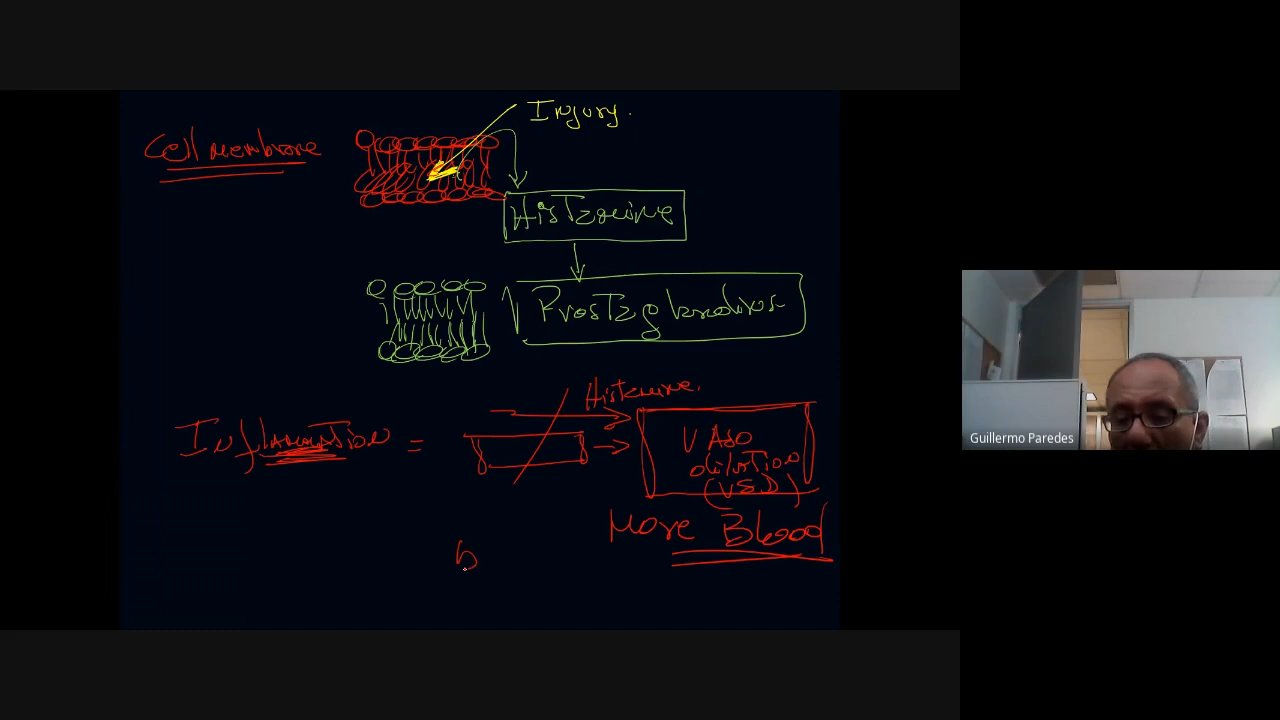 Injury.
Cell membrane
Histamine
Prostaglandins
Histamine.
Inflammation =
VASO
dilation
(VSD)
More Blood
b
Guillermo Paredes